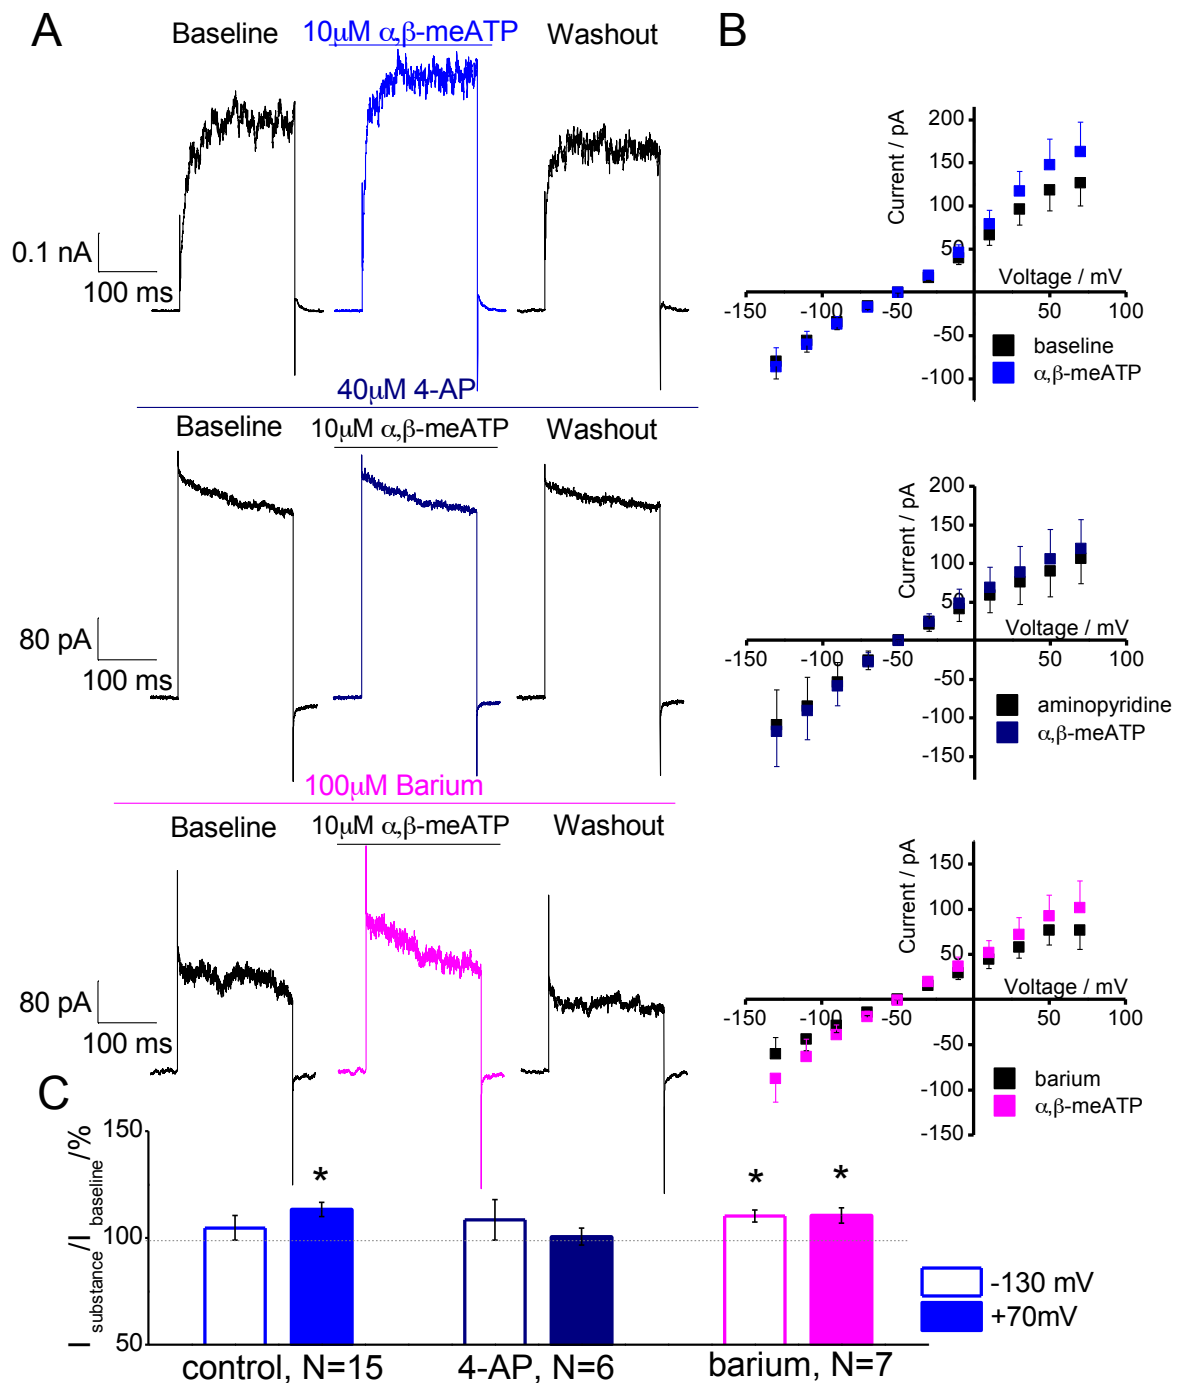 A
Baseline
10μM α,β-meATP
Washout
0.1 nA
100 ms
B
200
150
100
50
-50
-100
Current / pA
Voltage / mV
-150
-100
-50
50
100
baseline
α,β-meATP
40μM 4-AP
Baseline
10μM α,β-meATP
Washout
80 pA
100 ms
200
150
100
50
-50
-100
-150
Current / pA
Voltage / mV
-150
-100
-50
50
100
aminopyridine
α,β-meATP
100μM Barium
Baseline
10μM α,β-meATP
Washout
80 pA
100 ms
150
100
50
-50
-100
-150
Current / pA
Voltage / mV
-150
-100
-50
50
100
barium
α,β-meATP
C
150
100
50
I substance/I baseline/%
*
*
*
control, N=15
4-AP, N=6
barium, N=7
-130 mV
+70mV